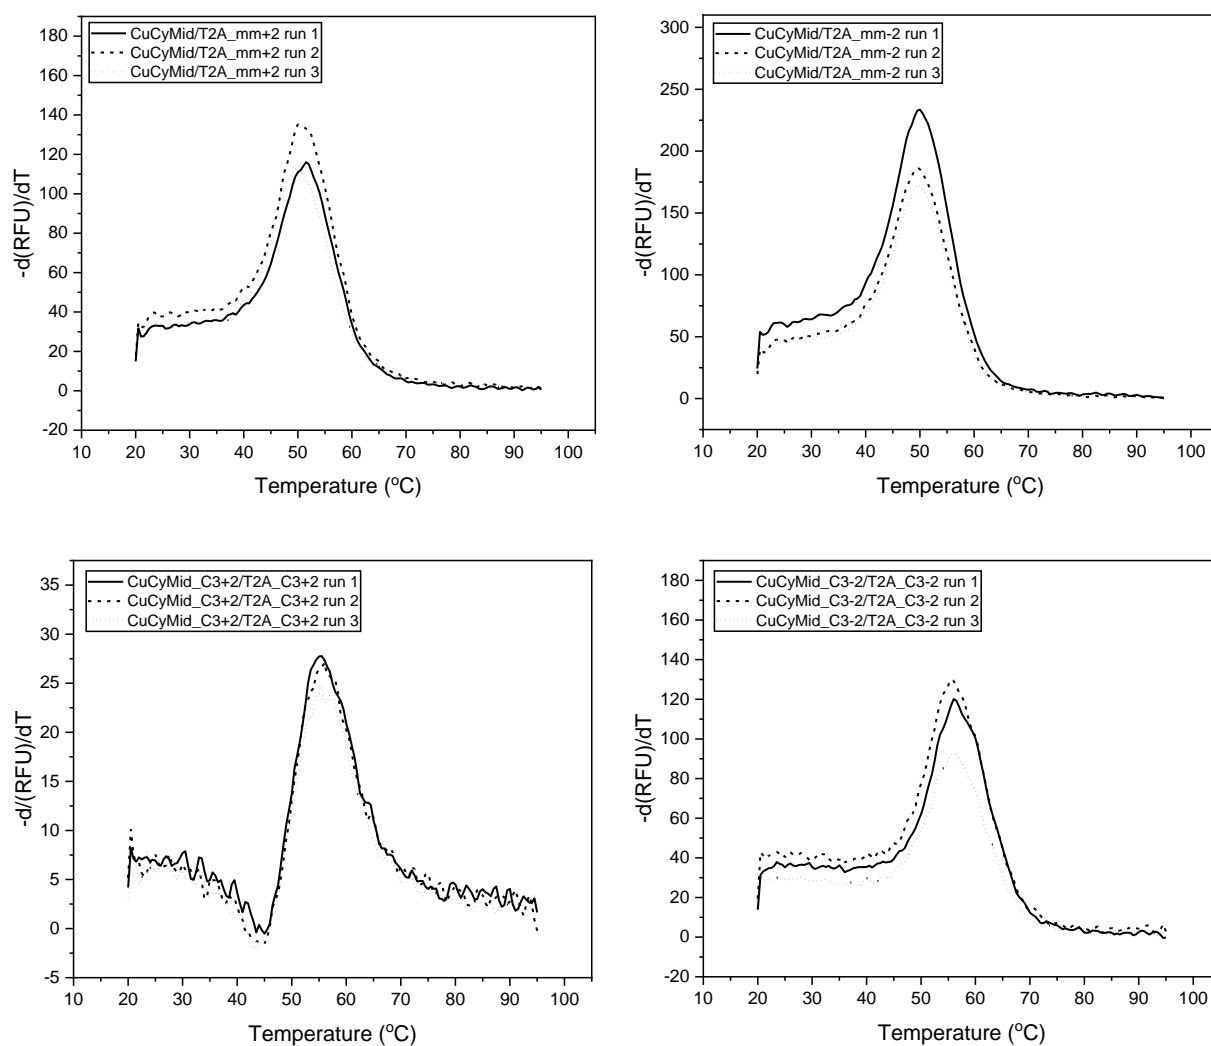 CuCyMid/T2A_mm+2 run 1
CuCyMid/T2A_mm+2 run 2
CuCyMid/T2A_mm+2 run 3
180
160
140
120
100
80
60
40
20
0
-20
-d(RFU)/dT
10 20 30 40 50 60 70 80 90 100
Temperature (°C)
CuCyMid/T2A_mm-2 run 1
CuCyMid/T2A_mm-2 run 2
CuCyMid/T2A_mm-2 run 3
300
250
200
150
100
50
0
-d(RFU)/dT
10 20 30 40 50 60 70 80 90 100
Temperature (°C)
CuCyMid_C3+2/T2A_C3+2 run 1
CuCyMid_C3+2/T2A_C3+2 run 2
CuCyMid_C3+2/T2A_C3+2 run 3
35
30
25
20
15
10
5
0
-5
-d/(RFU)/dT
10 20 30 40 50 60 70 80 90 100
Temperature (°C)
CuCyMid_C3-2/T2A_C3-2 run 1
CuCyMid_C3-2/T2A_C3-2 run 2
CuCyMid_C3-2/T2A_C3-2 run 3
180
160
140
120
100
80
60
40
20
0
-20
-d(RFU)/dT
10 20 30 40 50 60 70 80 90 100
Temperature (°C)